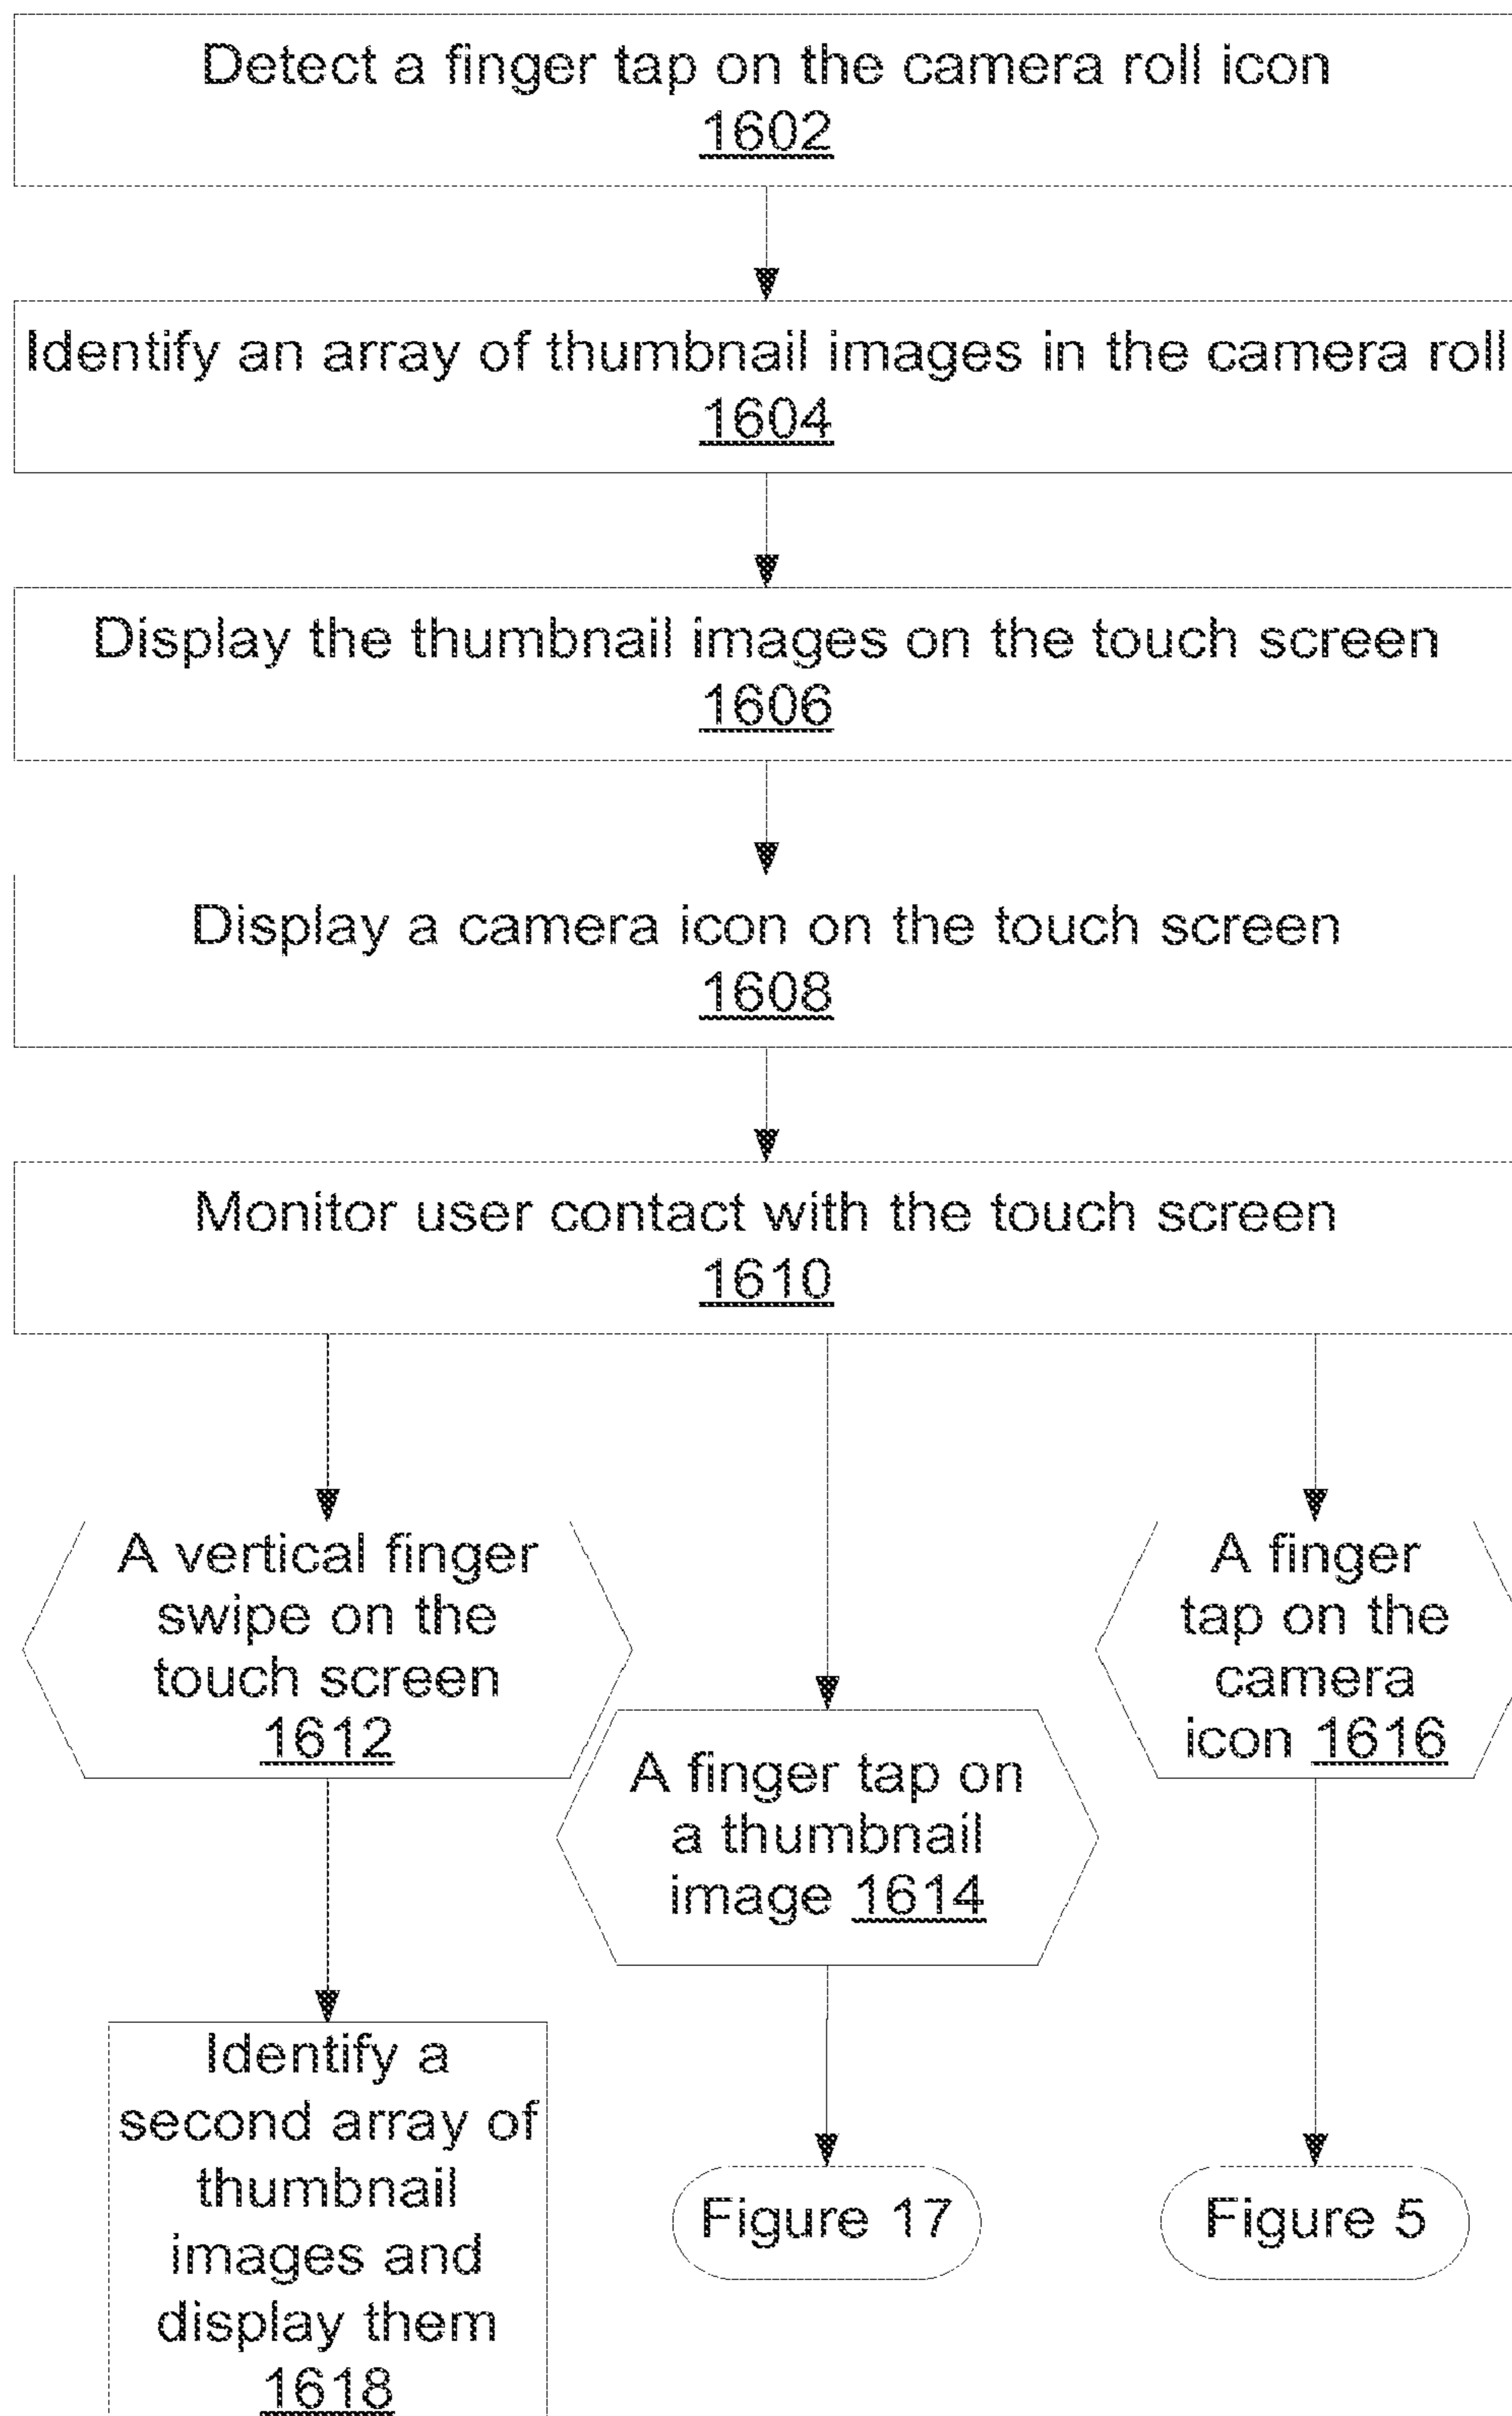 Detect a finger tap on the camera roll icon
1602
Identify an array of thumbnail images in the camera roll
1604
Display the thumbnail images on the touch screen
1606
Display a camera icon on the touch screen
1608
Monitor user contact with the touch screen
1610
A vertical finger
swipe on the
touch screen
1612
A finger tap on
a thumbnail
image 1614
A finger
tap on the
camera
icon 1616
Identify a
second array of
thumbnail
images and
display them
1618
Figure 17
Figure 5